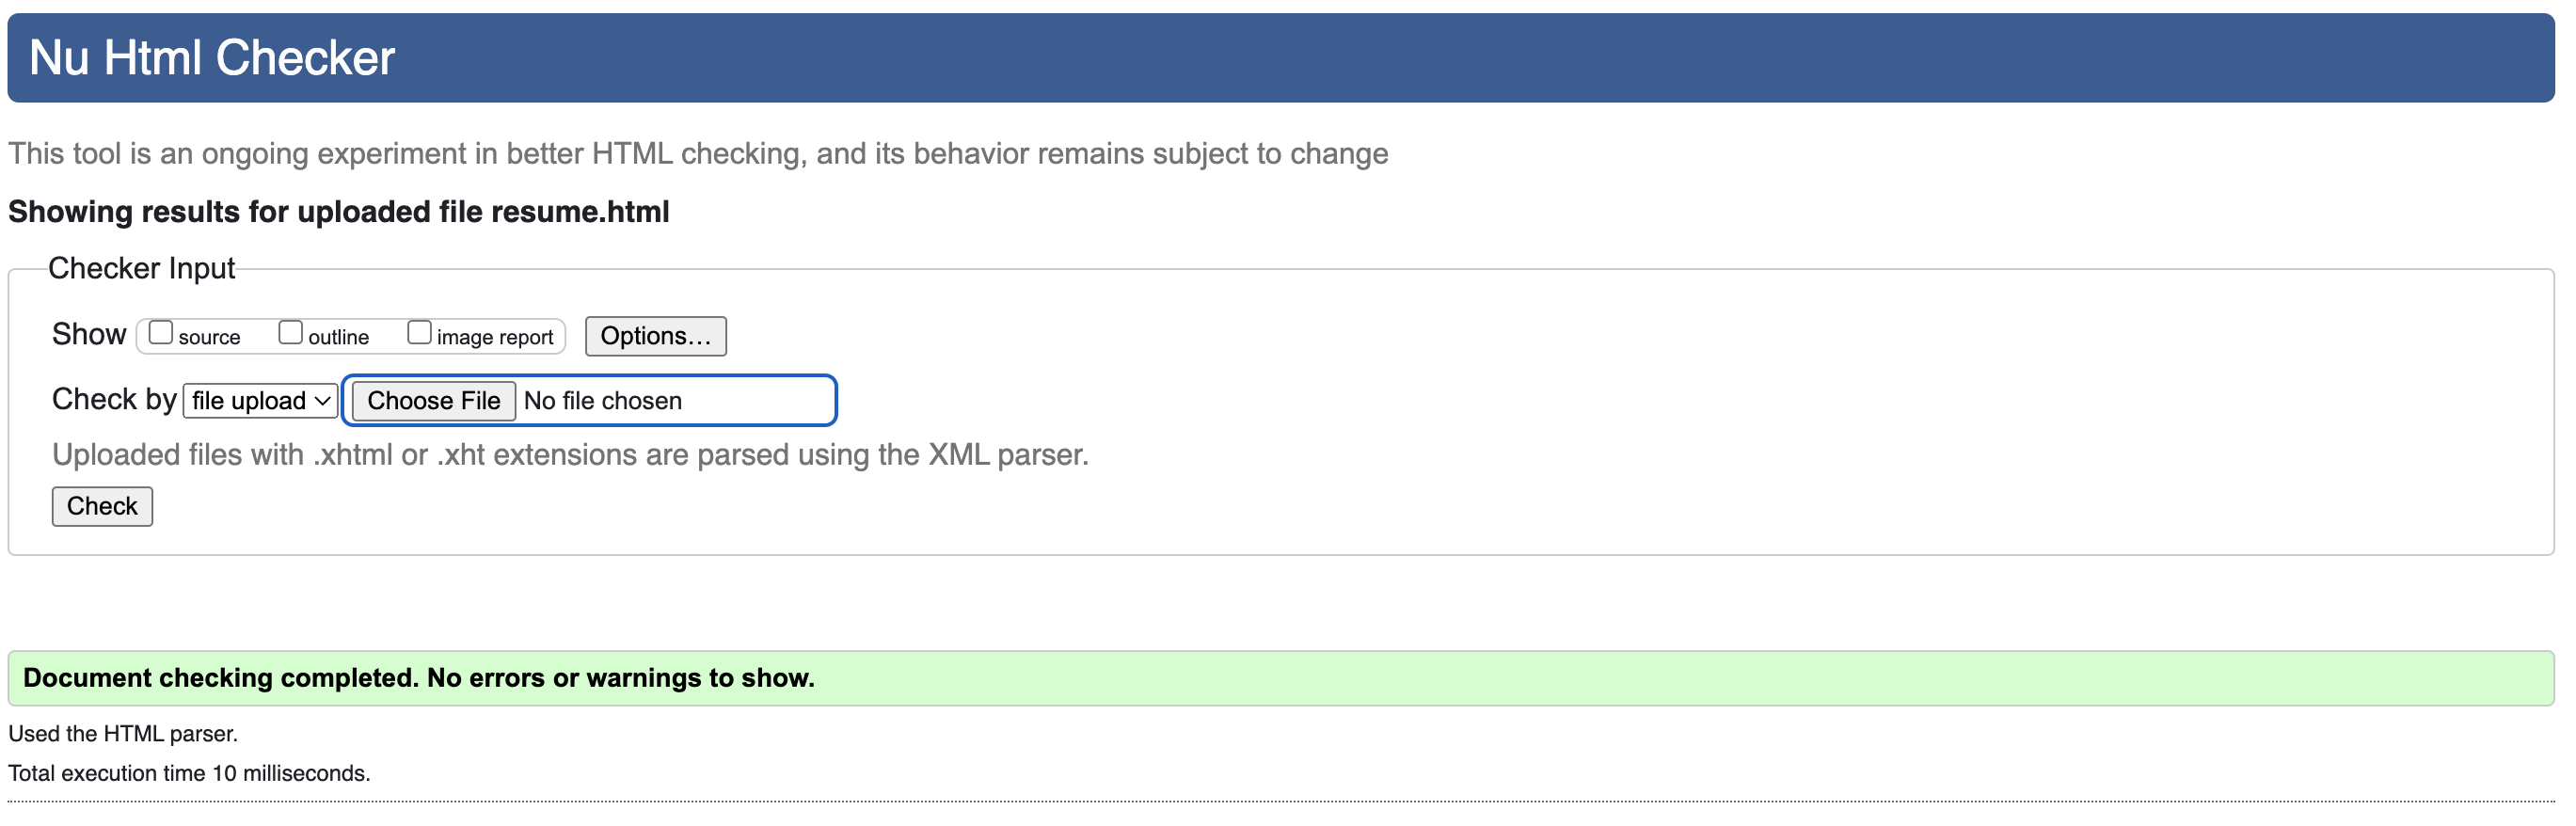 Nu Html Checker
This tool is an ongoing experiment in better HTML checking, and its behavior remains subject to change
Showing results for uploaded file resume.html
Checker Input
Show source outline image report Options...
Check by file upload Choose File No file chosen
Uploaded files with .xhtml or .xht extensions are parsed using the XML parser.
Check
Document checking completed. No errors or warnings to show.
Used the HTML parser.
Total execution time 10 milliseconds.